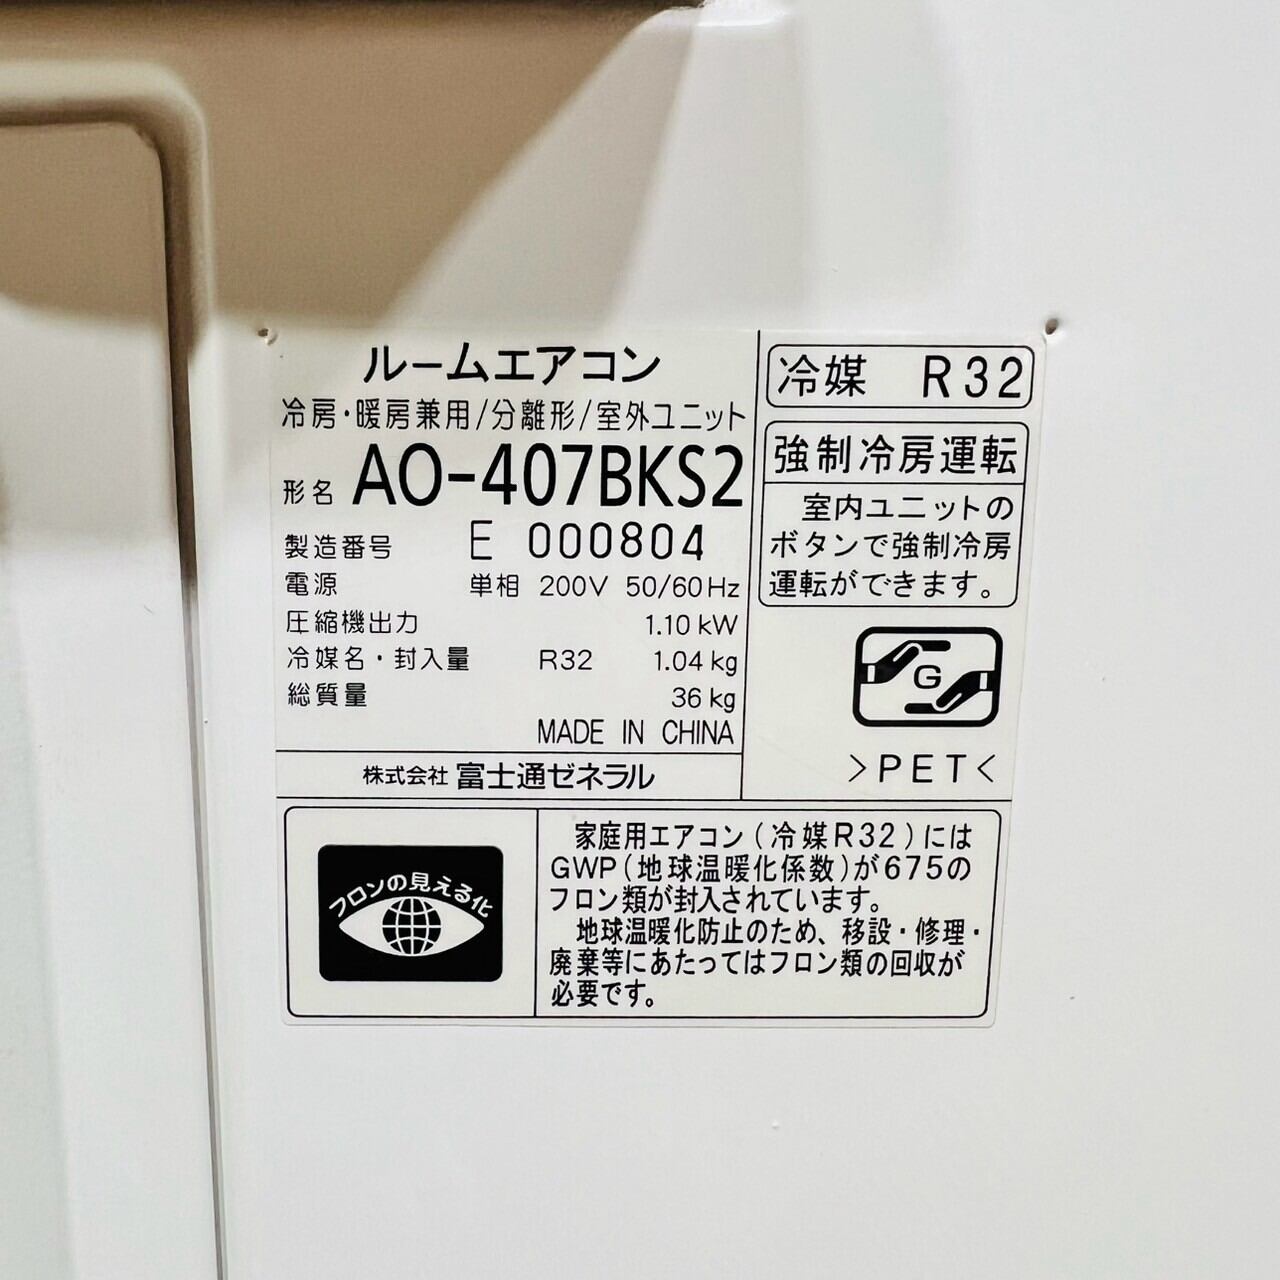 ルームエアコン
冷房・暖房兼用/分離形/室外ユニット
形名 AO-407BKS2
製造番号 E 000804
電源 単相 200V 50/60Hz
圧縮機出力 1.10kW
冷媒名・封入量 R32 1.04kg
総質量 36kg
MADE IN CHINA
株式会社 富士通ゼネラル
冷媒 R32
強制冷房運転
室内ユニットの
ボタンで強制冷房
運転ができます。
G
>PET<
フロンの見える化
家庭用エアコン(冷媒R32)には
GWP(地球温暖化係数)が675の
フロン類が封入されています。
地球温暖化防止のため、移設・修理・
廃棄等にあたってはフロン類の回収が
必要です。